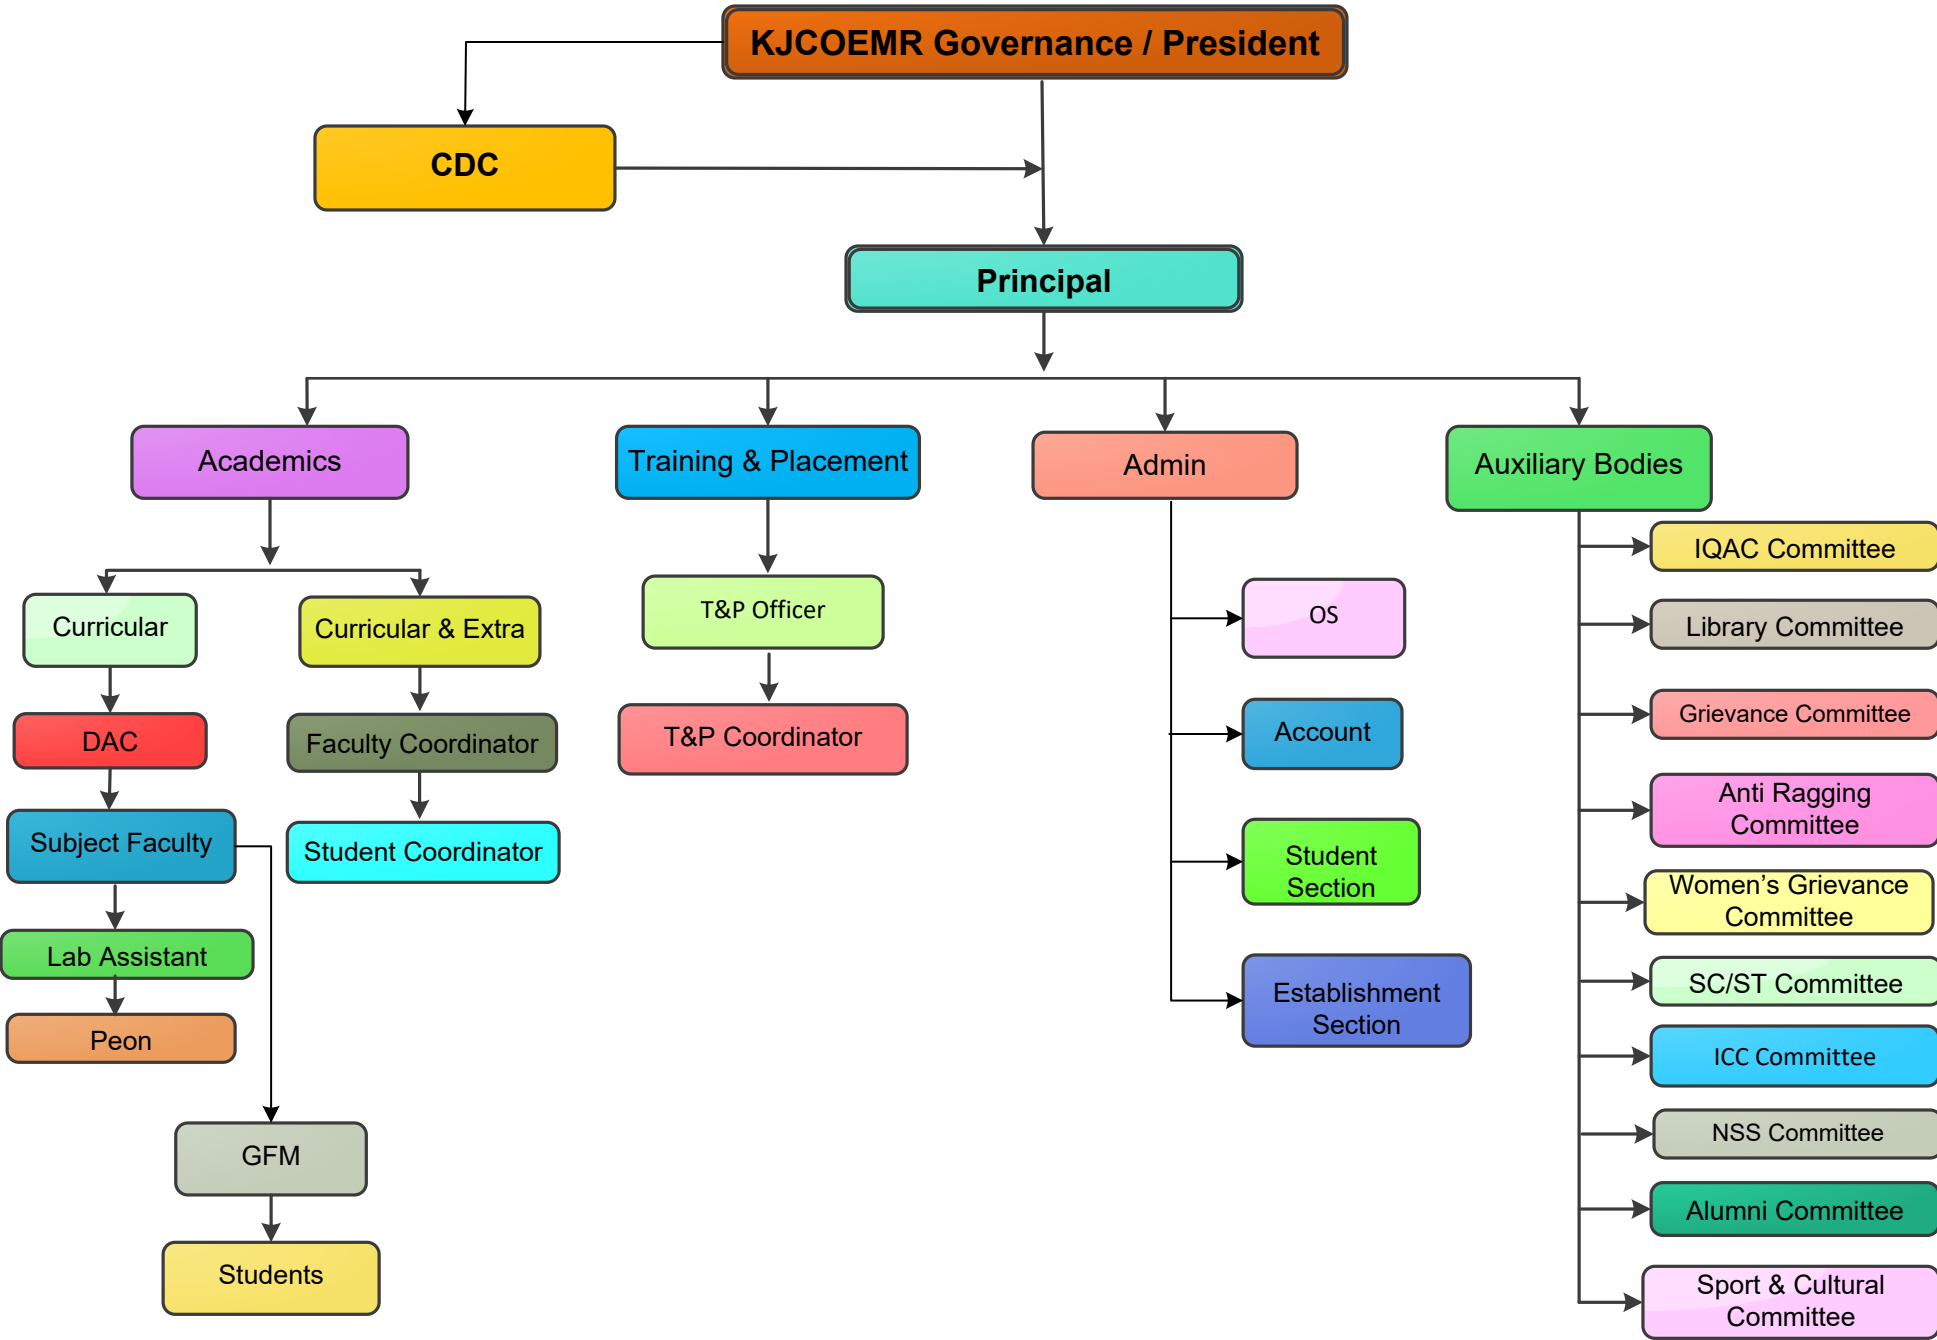 KJCOEMR Governance / President
CDC
Principal
Academics
Training & Placement
Admin
Auxiliary Bodies
IQAC Committee
Curricular
Curricular & Extra
T&P Officer
OS
Library Committee
DAC
Faculty Coordinator
T&P Coordinator
Account
Grievance Committee
Subject Faculty
Student Coordinator
Student
Section
Anti Ragging
Committee
Women’s Grievance
Committee
Lab Assistant
Peon
Establishment
Section
SC/ST Committee
ICC Committee
GFM
NSS Committee
Students
Alumni Committee
Sport & Cultural
Committee